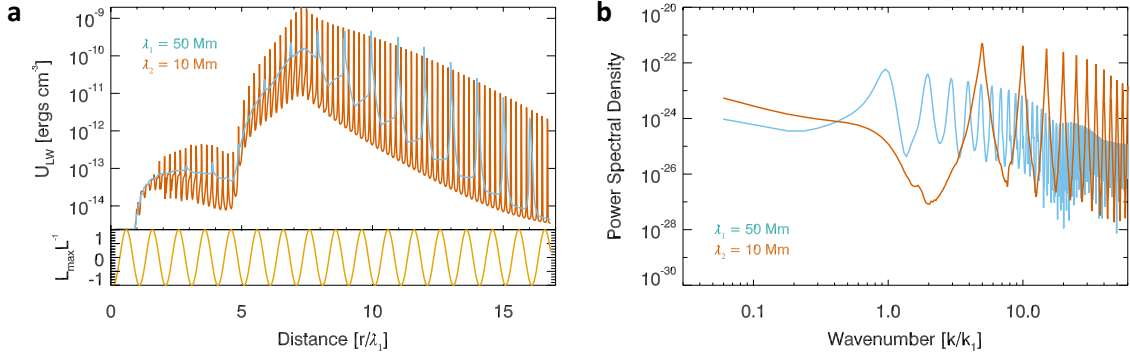 a
U_LW [ergs cm⁻³]
10⁻⁹
10⁻¹⁰
10⁻¹¹
10⁻¹²
10⁻¹³
10⁻¹⁴
λ₁ = 50 Mm
λ₂ = 10 Mm
L_max L⁻¹
1
0
-1
0 5 10 15
Distance [r/λ₁]
b
Power Spectral Density
10⁻²⁰
10⁻²²
10⁻²⁴
10⁻²⁶
10⁻²⁸
10⁻³⁰
λ₁ = 50 Mm
λ₂ = 10 Mm
0.1 1.0 10.0
Wavenumber [k/k₁]